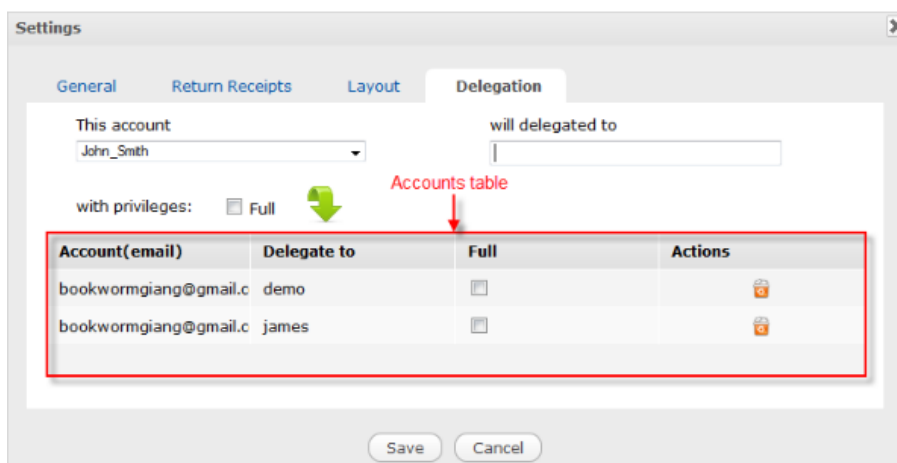 Settings
General Return Receipts Layout Delegation
This account will delegated to
John_Smith
Accounts table
with privileges: Full
Account(email) Delegate to Full Actions
bookwormgiang@gmail.c demo
bookwormgiang@gmail.c james
Save Cancel